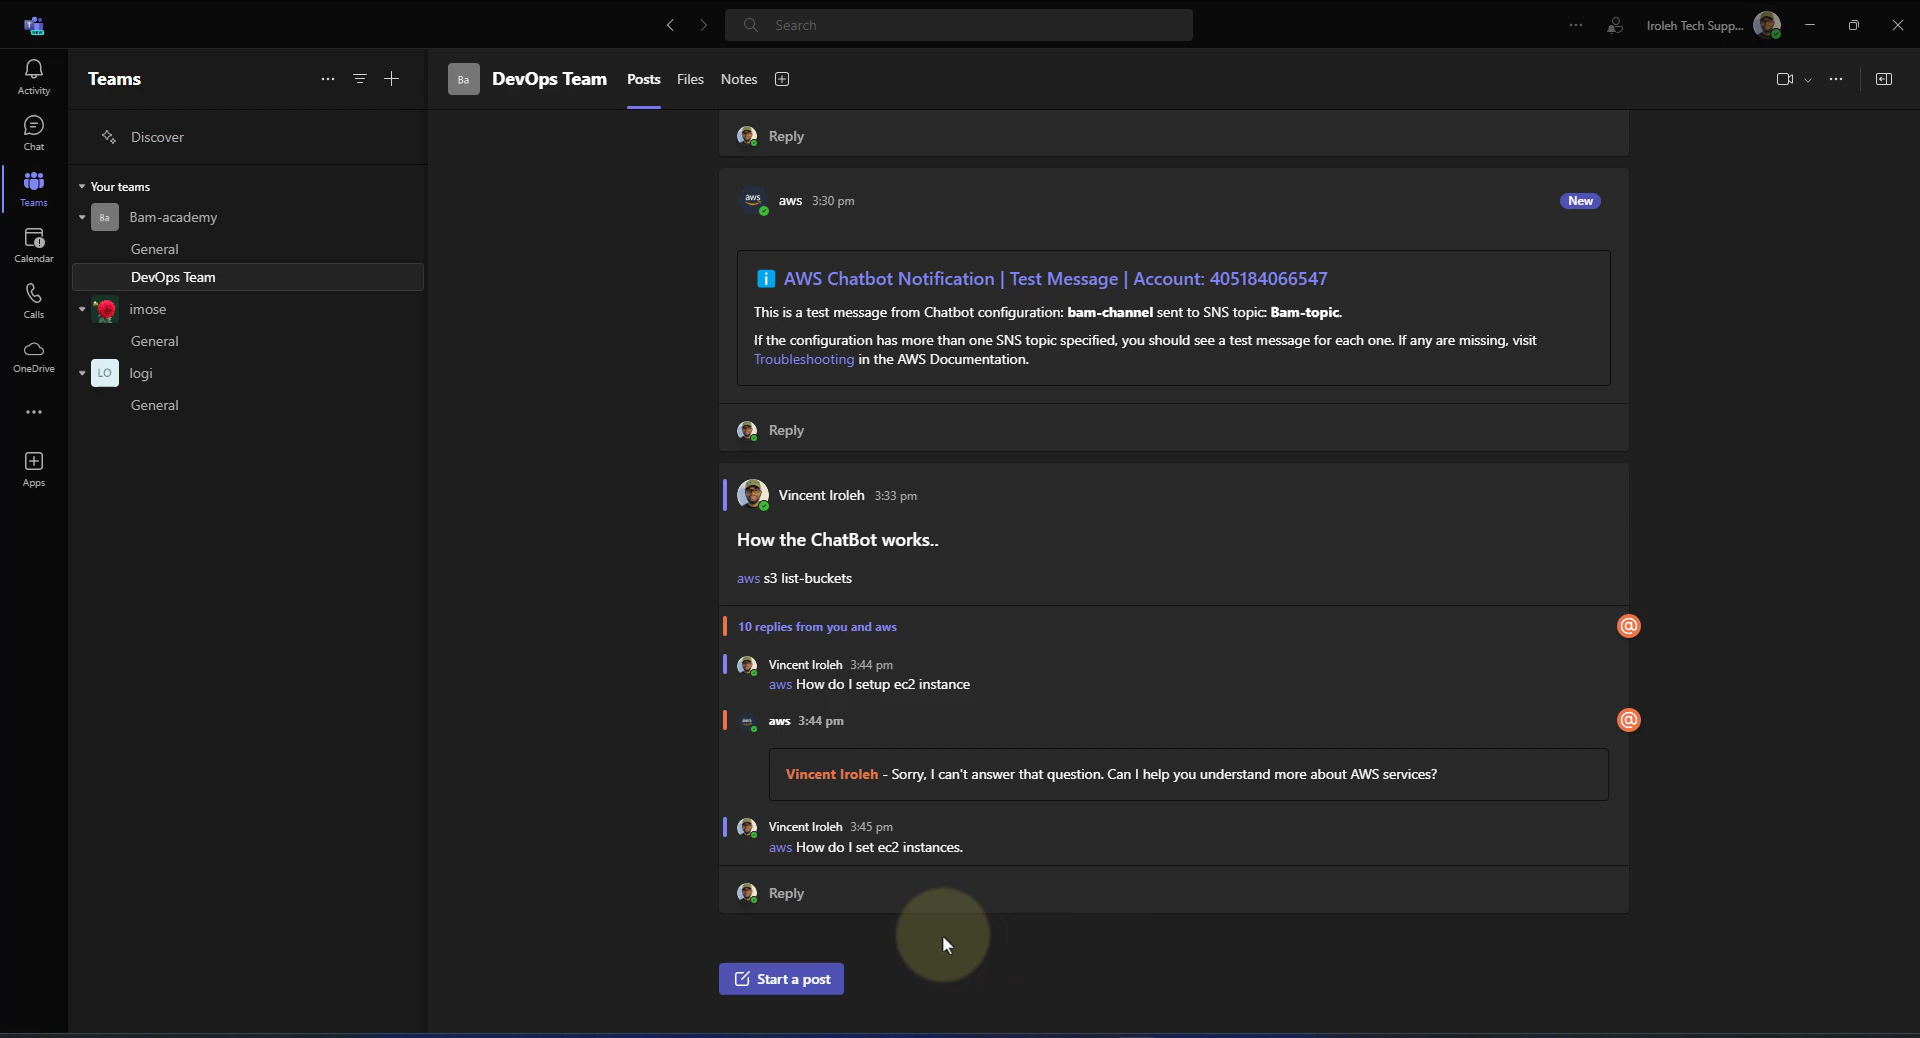 Search
Iroleh Tech Supp...
Activity
Chat
Teams
Calendar
Calls
OneDrive
Apps
Teams
Discover
Your teams
Ba
Bam-academy
General
DevOps Team
imose
General
LO
logi
General
Ba
DevOps Team
Posts
Files
Notes
Reply
aws
aws 3:30 pm
New
i AWS Chatbot Notification | Test Message | Account: 405184066547
This is a test message from Chatbot configuration: bam-channel sent to SNS topic: Bam-topic.
If the configuration has more than one SNS topic specified, you should see a test message for each one. If any are missing, visit
Troubleshooting in the AWS Documentation.
Reply
Vincent Iroleh 3:33 pm
How the ChatBot works..
aws s3 list-buckets
10 replies from you and aws
@
Vincent Iroleh 3:44 pm
aws How do I setup ec2 instance
aws 3:44 pm
@
Vincent Iroleh - Sorry, I can't answer that question. Can I help you understand more about AWS services?
Vincent Iroleh 3:45 pm
aws How do I set ec2 instances.
Reply
Start a post